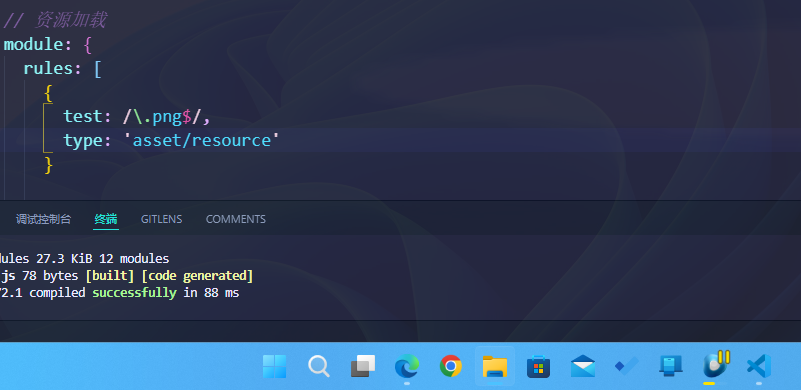 // 资源加载
module: {
rules: [
{
test: /\.png$/,
type: 'asset/resource'
}
调试控制台 终端 GITLENS COMMENTS
dules 27.3 KiB 12 modules
js 78 bytes [built] [code generated]
2.1 compiled successfully in 88 ms